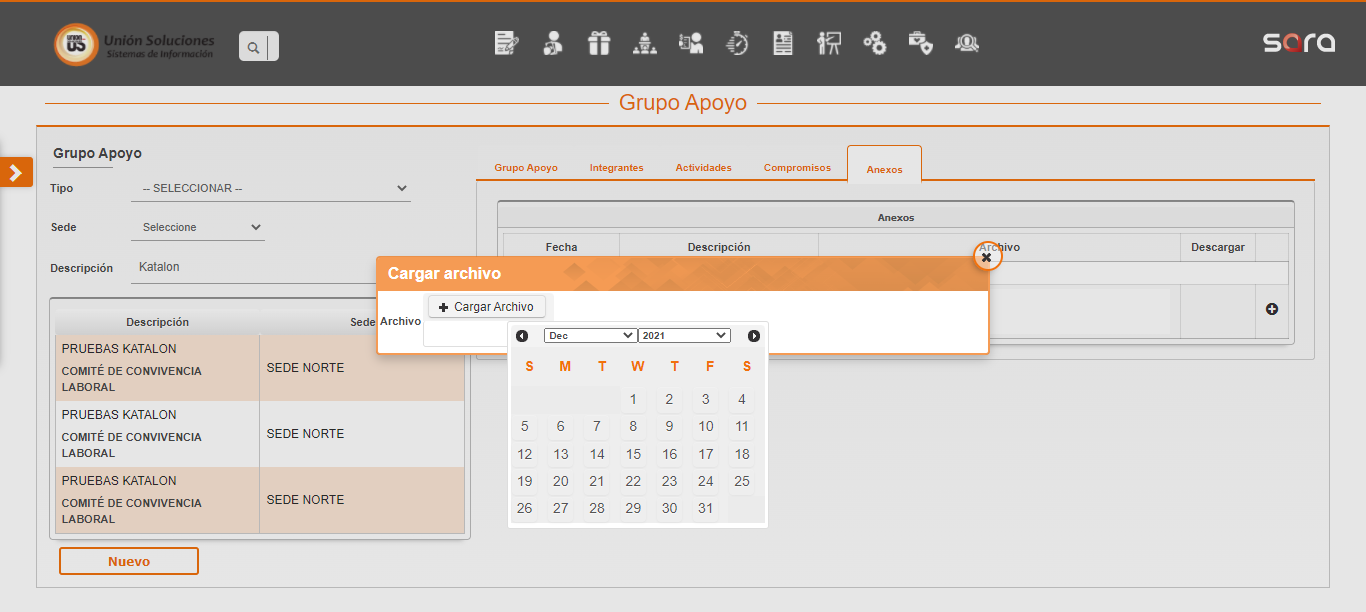 UNION
Unión Soluciones
Sistemas de Información
sara
Grupo Apoyo
Grupo Apoyo
Tipo
-- SELECCIONAR --
Sede
Seleccione
Descripción
Katalon
Descripción
Sede
PRUEBAS KATALON
COMITÉ DE CONVIVENCIA
LABORAL
SEDE NORTE
PRUEBAS KATALON
COMITÉ DE CONVIVENCIA
LABORAL
SEDE NORTE
PRUEBAS KATALON
COMITÉ DE CONVIVENCIA
LABORAL
SEDE NORTE
Nuevo
Grupo Apoyo
Integrantes
Actividades
Compromisos
Anexos
Anexos
Fecha
Descripción
Archivo
Descargar
Cargar archivo
Archivo
Cargar Archivo
Dec
2021
S M T W T F S
1 2 3 4
5 6 7 8 9 10 11
12 13 14 15 16 17 18
19 20 21 22 23 24 25
26 27 28 29 30 31